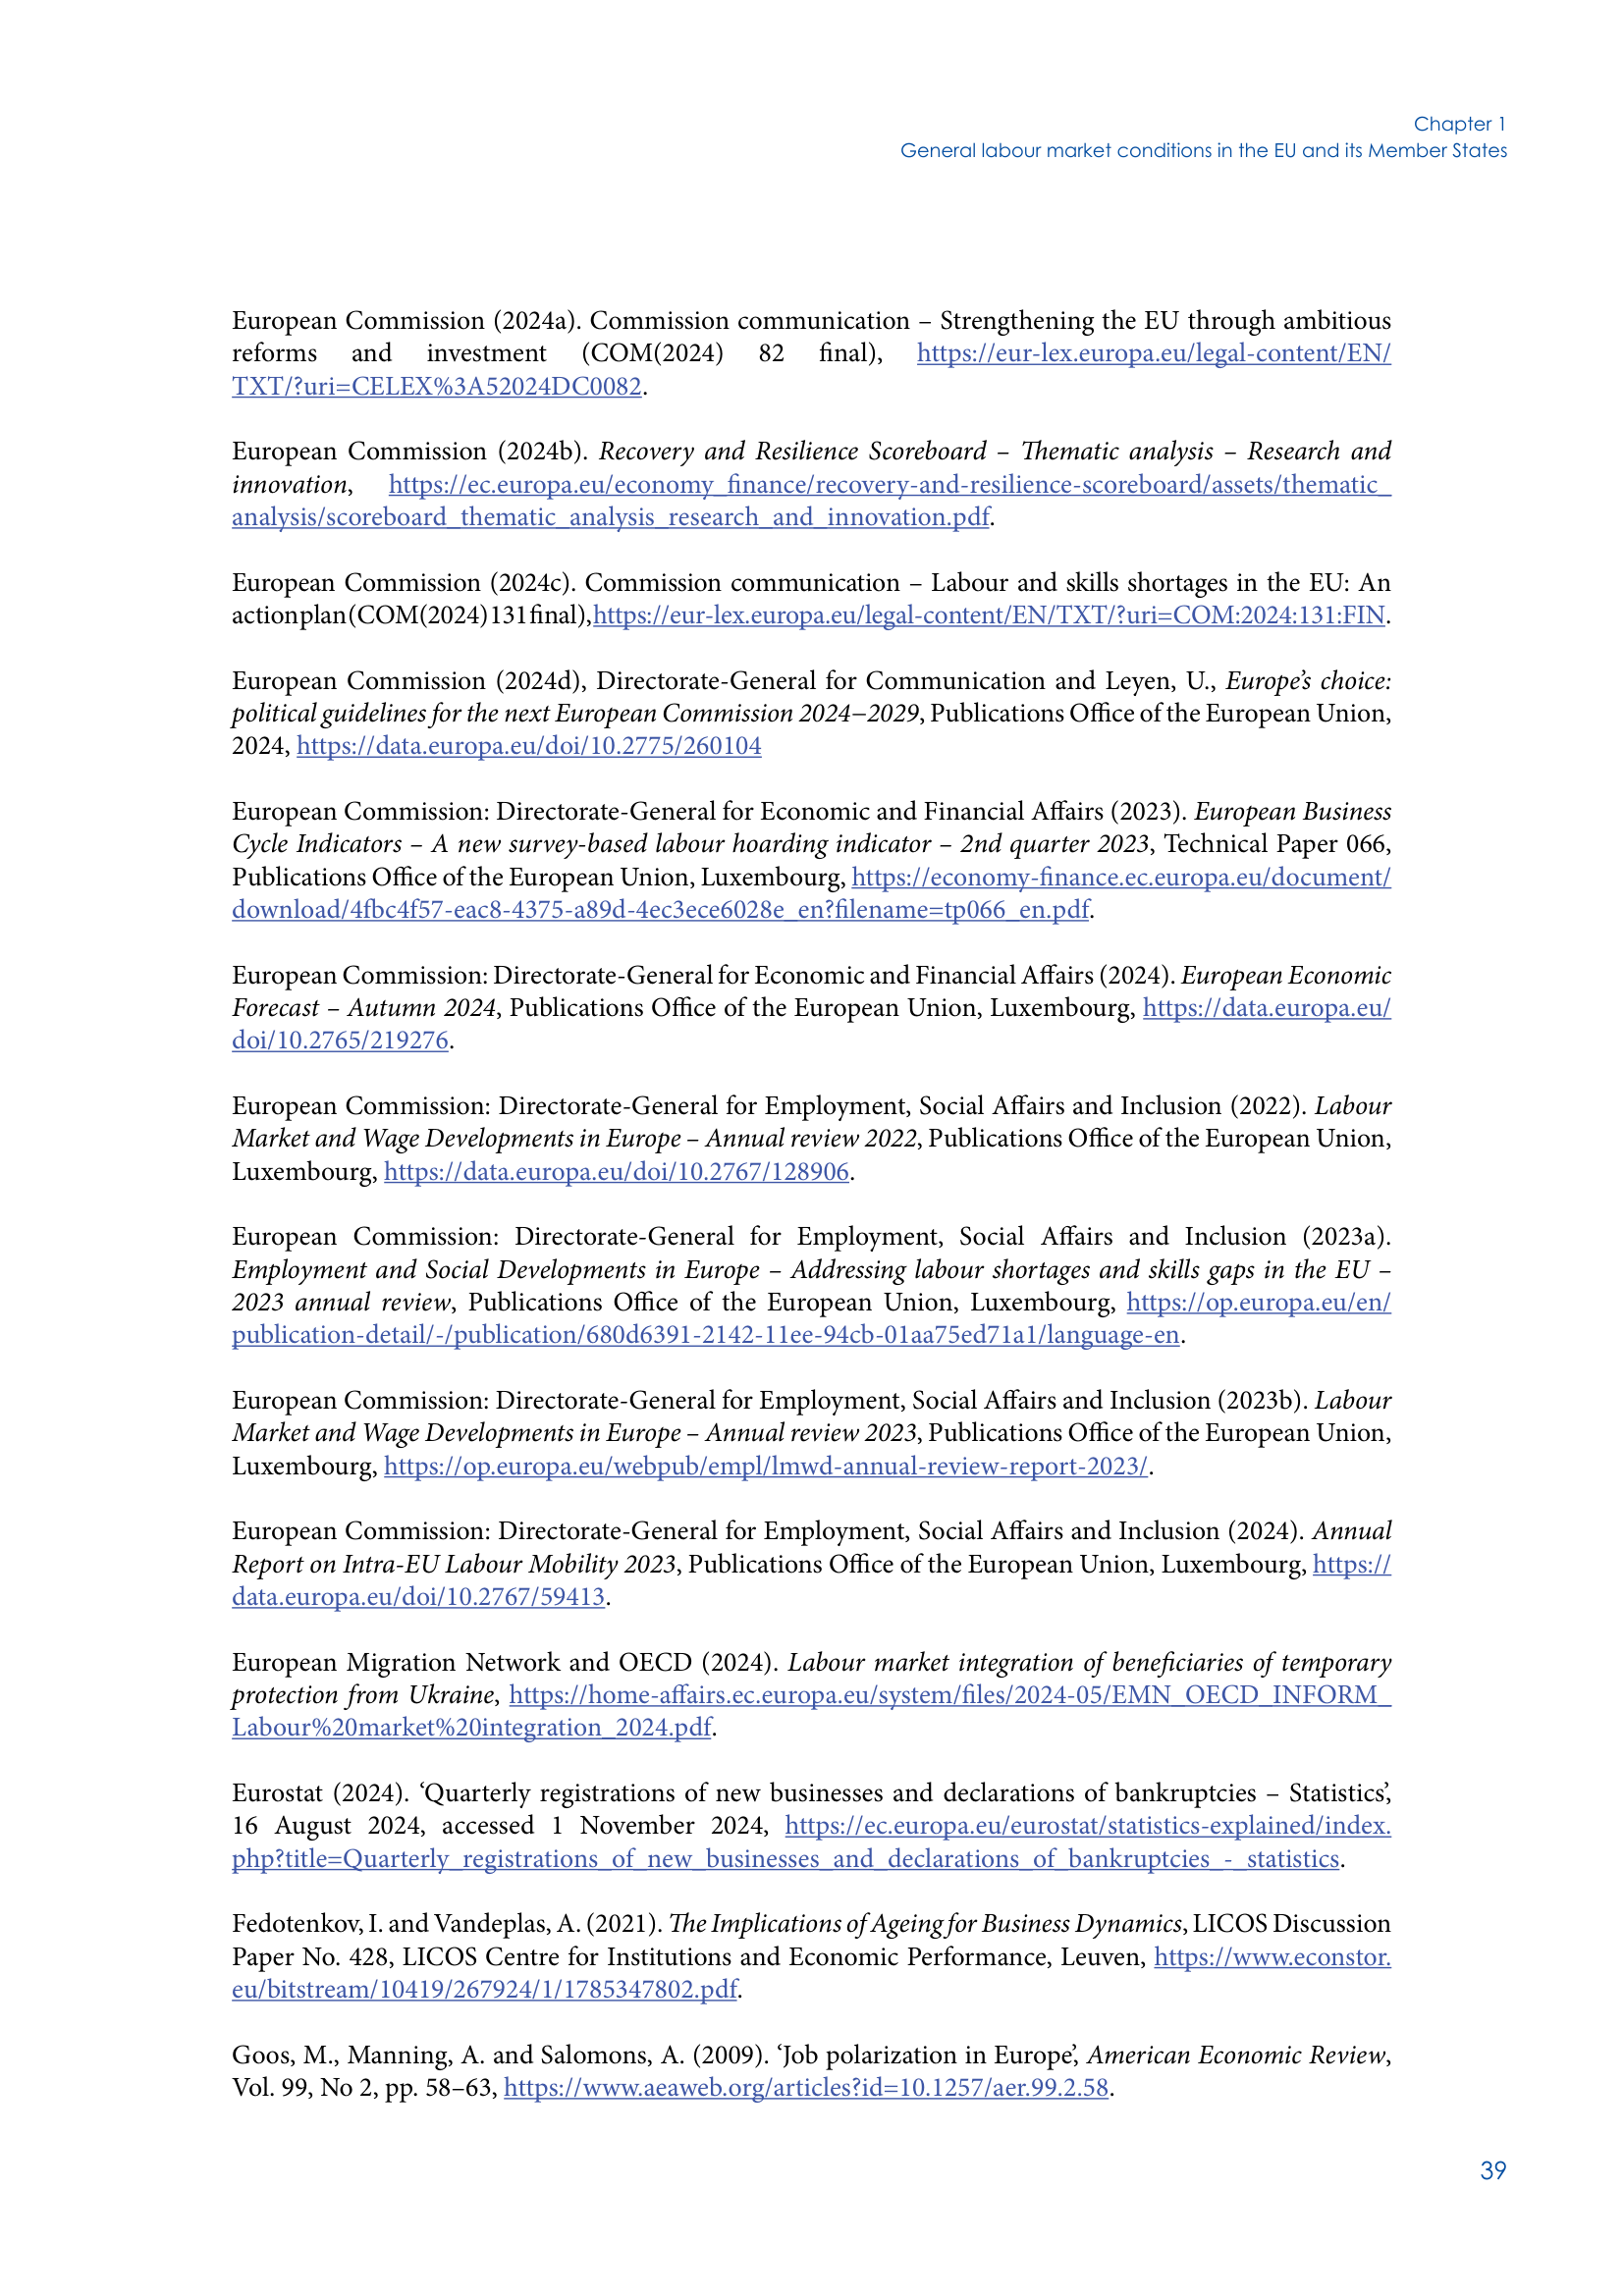 Chapter 1
General labour market conditions in the EU and its Member States
European Commission (2024a). Commission communication – Strengthening the EU through ambitious
reforms and investment (COM(2024) 82 final), https://eur-lex.europa.eu/legal-content/EN/
TXT/?uri=CELEX%3A52024DC0082.
European Commission (2024b). Recovery and Resilience Scoreboard – Thematic analysis – Research and
innovation, https://ec.europa.eu/economy_finance/recovery-and-resilience-scoreboard/assets/thematic_
analysis/scoreboard_thematic_analysis_research_and_innovation.pdf.
European Commission (2024c). Commission communication – Labour and skills shortages in the EU: An
action plan (COM(2024) 131 final), https://eur-lex.europa.eu/legal-content/EN/TXT/?uri=COM:2024:131:FIN.
European Commission (2024d), Directorate-General for Communication and Leyen, U., Europe’s choice:
political guidelines for the next European Commission 2024−2029, Publications Office of the European Union,
2024, https://data.europa.eu/doi/10.2775/260104
European Commission: Directorate-General for Economic and Financial Affairs (2023). European Business
Cycle Indicators – A new survey-based labour hoarding indicator – 2nd quarter 2023, Technical Paper 066,
Publications Office of the European Union, Luxembourg, https://economy-finance.ec.europa.eu/document/
download/4fbc4f57-eac8-4375-a89d-4ec3ece6028e_en?filename=tp066_en.pdf.
European Commission: Directorate-General for Economic and Financial Affairs (2024). European Economic
Forecast – Autumn 2024, Publications Office of the European Union, Luxembourg, https://data.europa.eu/
doi/10.2765/219276.
European Commission: Directorate-General for Employment, Social Affairs and Inclusion (2022). Labour
Market and Wage Developments in Europe – Annual review 2022, Publications Office of the European Union,
Luxembourg, https://data.europa.eu/doi/10.2767/128906.
European Commission: Directorate-General for Employment, Social Affairs and Inclusion (2023a).
Employment and Social Developments in Europe – Addressing labour shortages and skills gaps in the EU –
2023 annual review, Publications Office of the European Union, Luxembourg, https://op.europa.eu/en/
publication-detail/-/publication/680d6391-2142-11ee-94cb-01aa75ed71a1/language-en.
European Commission: Directorate-General for Employment, Social Affairs and Inclusion (2023b). Labour
Market and Wage Developments in Europe – Annual review 2023, Publications Office of the European Union,
Luxembourg, https://op.europa.eu/webpub/empl/lmwd-annual-review-report-2023/.
European Commission: Directorate-General for Employment, Social Affairs and Inclusion (2024). Annual
Report on Intra-EU Labour Mobility 2023, Publications Office of the European Union, Luxembourg, https://
data.europa.eu/doi/10.2767/59413.
European Migration Network and OECD (2024). Labour market integration of beneficiaries of temporary
protection from Ukraine, https://home-affairs.ec.europa.eu/system/files/2024-05/EMN_OECD_INFORM_
Labour%20market%20integration_2024.pdf.
Eurostat (2024). ‘Quarterly registrations of new businesses and declarations of bankruptcies – Statistics’,
16 August 2024, accessed 1 November 2024, https://ec.europa.eu/eurostat/statistics-explained/index.
php?title=Quarterly_registrations_of_new_businesses_and_declarations_of_bankruptcies_-_statistics.
Fedotenkov, I. and Vandeplas, A. (2021). The Implications of Ageing for Business Dynamics, LICOS Discussion
Paper No. 428, LICOS Centre for Institutions and Economic Performance, Leuven, https://www.econstor.
eu/bitstream/10419/267924/1/1785347802.pdf.
Goos, M., Manning, A. and Salomons, A. (2009). ‘Job polarization in Europe’, American Economic Review,
Vol. 99, No 2, pp. 58–63, https://www.aeaweb.org/articles?id=10.1257/aer.99.2.58.
39